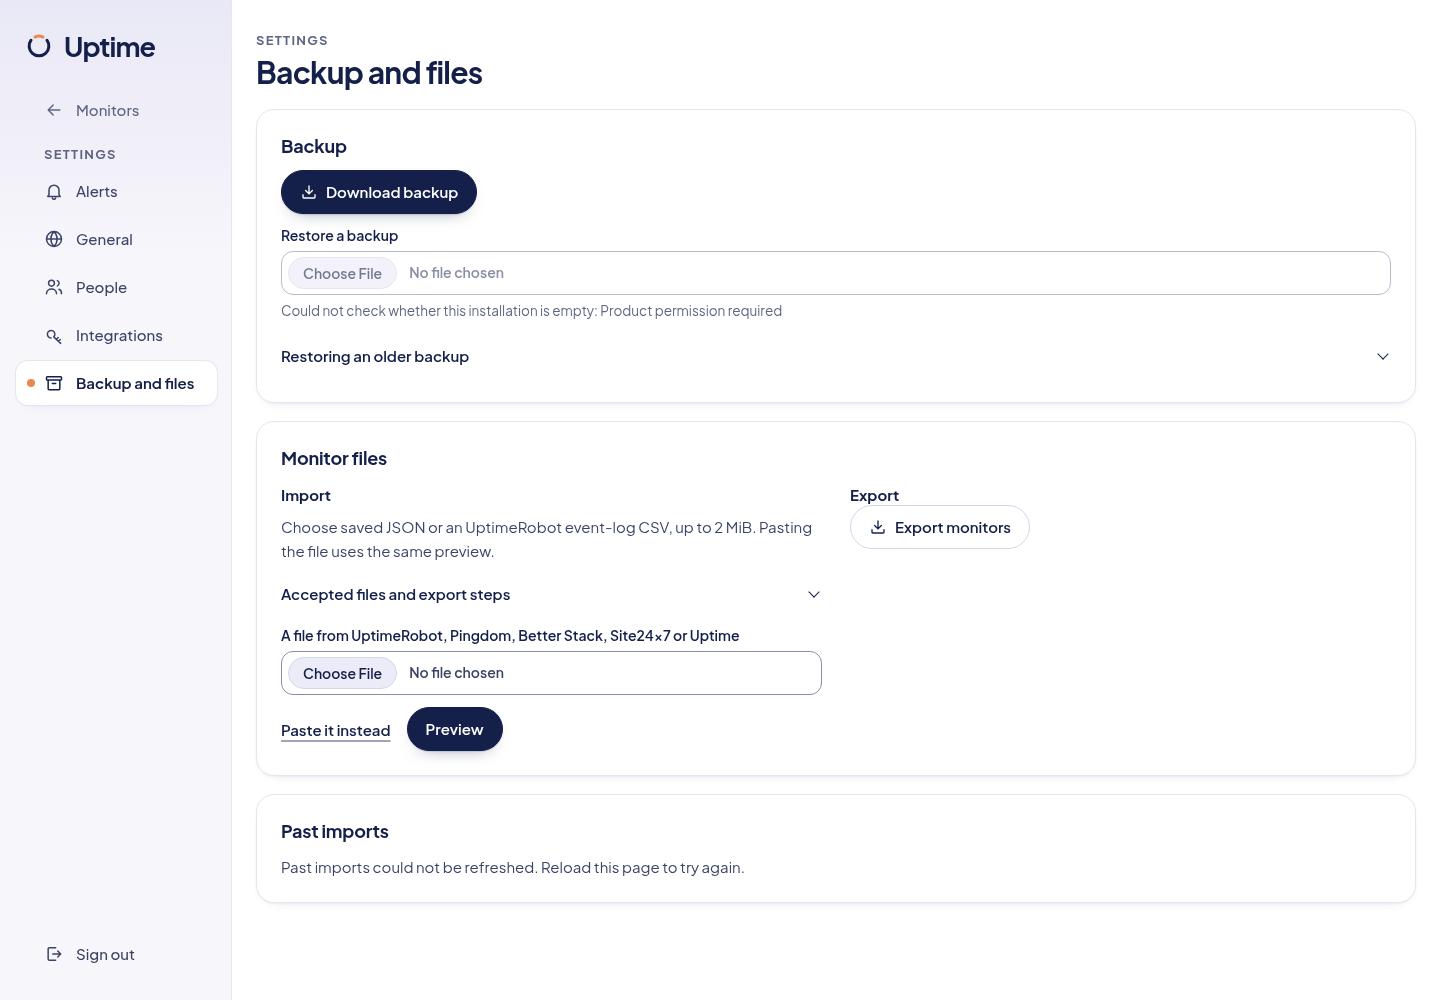 Uptime
Monitors
SETTINGS
Alerts
General
People
Integrations
Backup and files
Sign out
SETTINGS
Backup and files
Backup
Download backup
Restore a backup
Choose File No file chosen
Could not check whether this installation is empty: Product permission required
Restoring an older backup
Monitor files
Import
Choose saved JSON or an UptimeRobot event-log CSV, up to 2 MiB. Pasting
the file uses the same preview.
Accepted files and export steps
A file from UptimeRobot, Pingdom, Better Stack, Site24×7 or Uptime
Choose File No file chosen
Paste it instead Preview
Export
Export monitors
Past imports
Past imports could not be refreshed. Reload this page to try again.